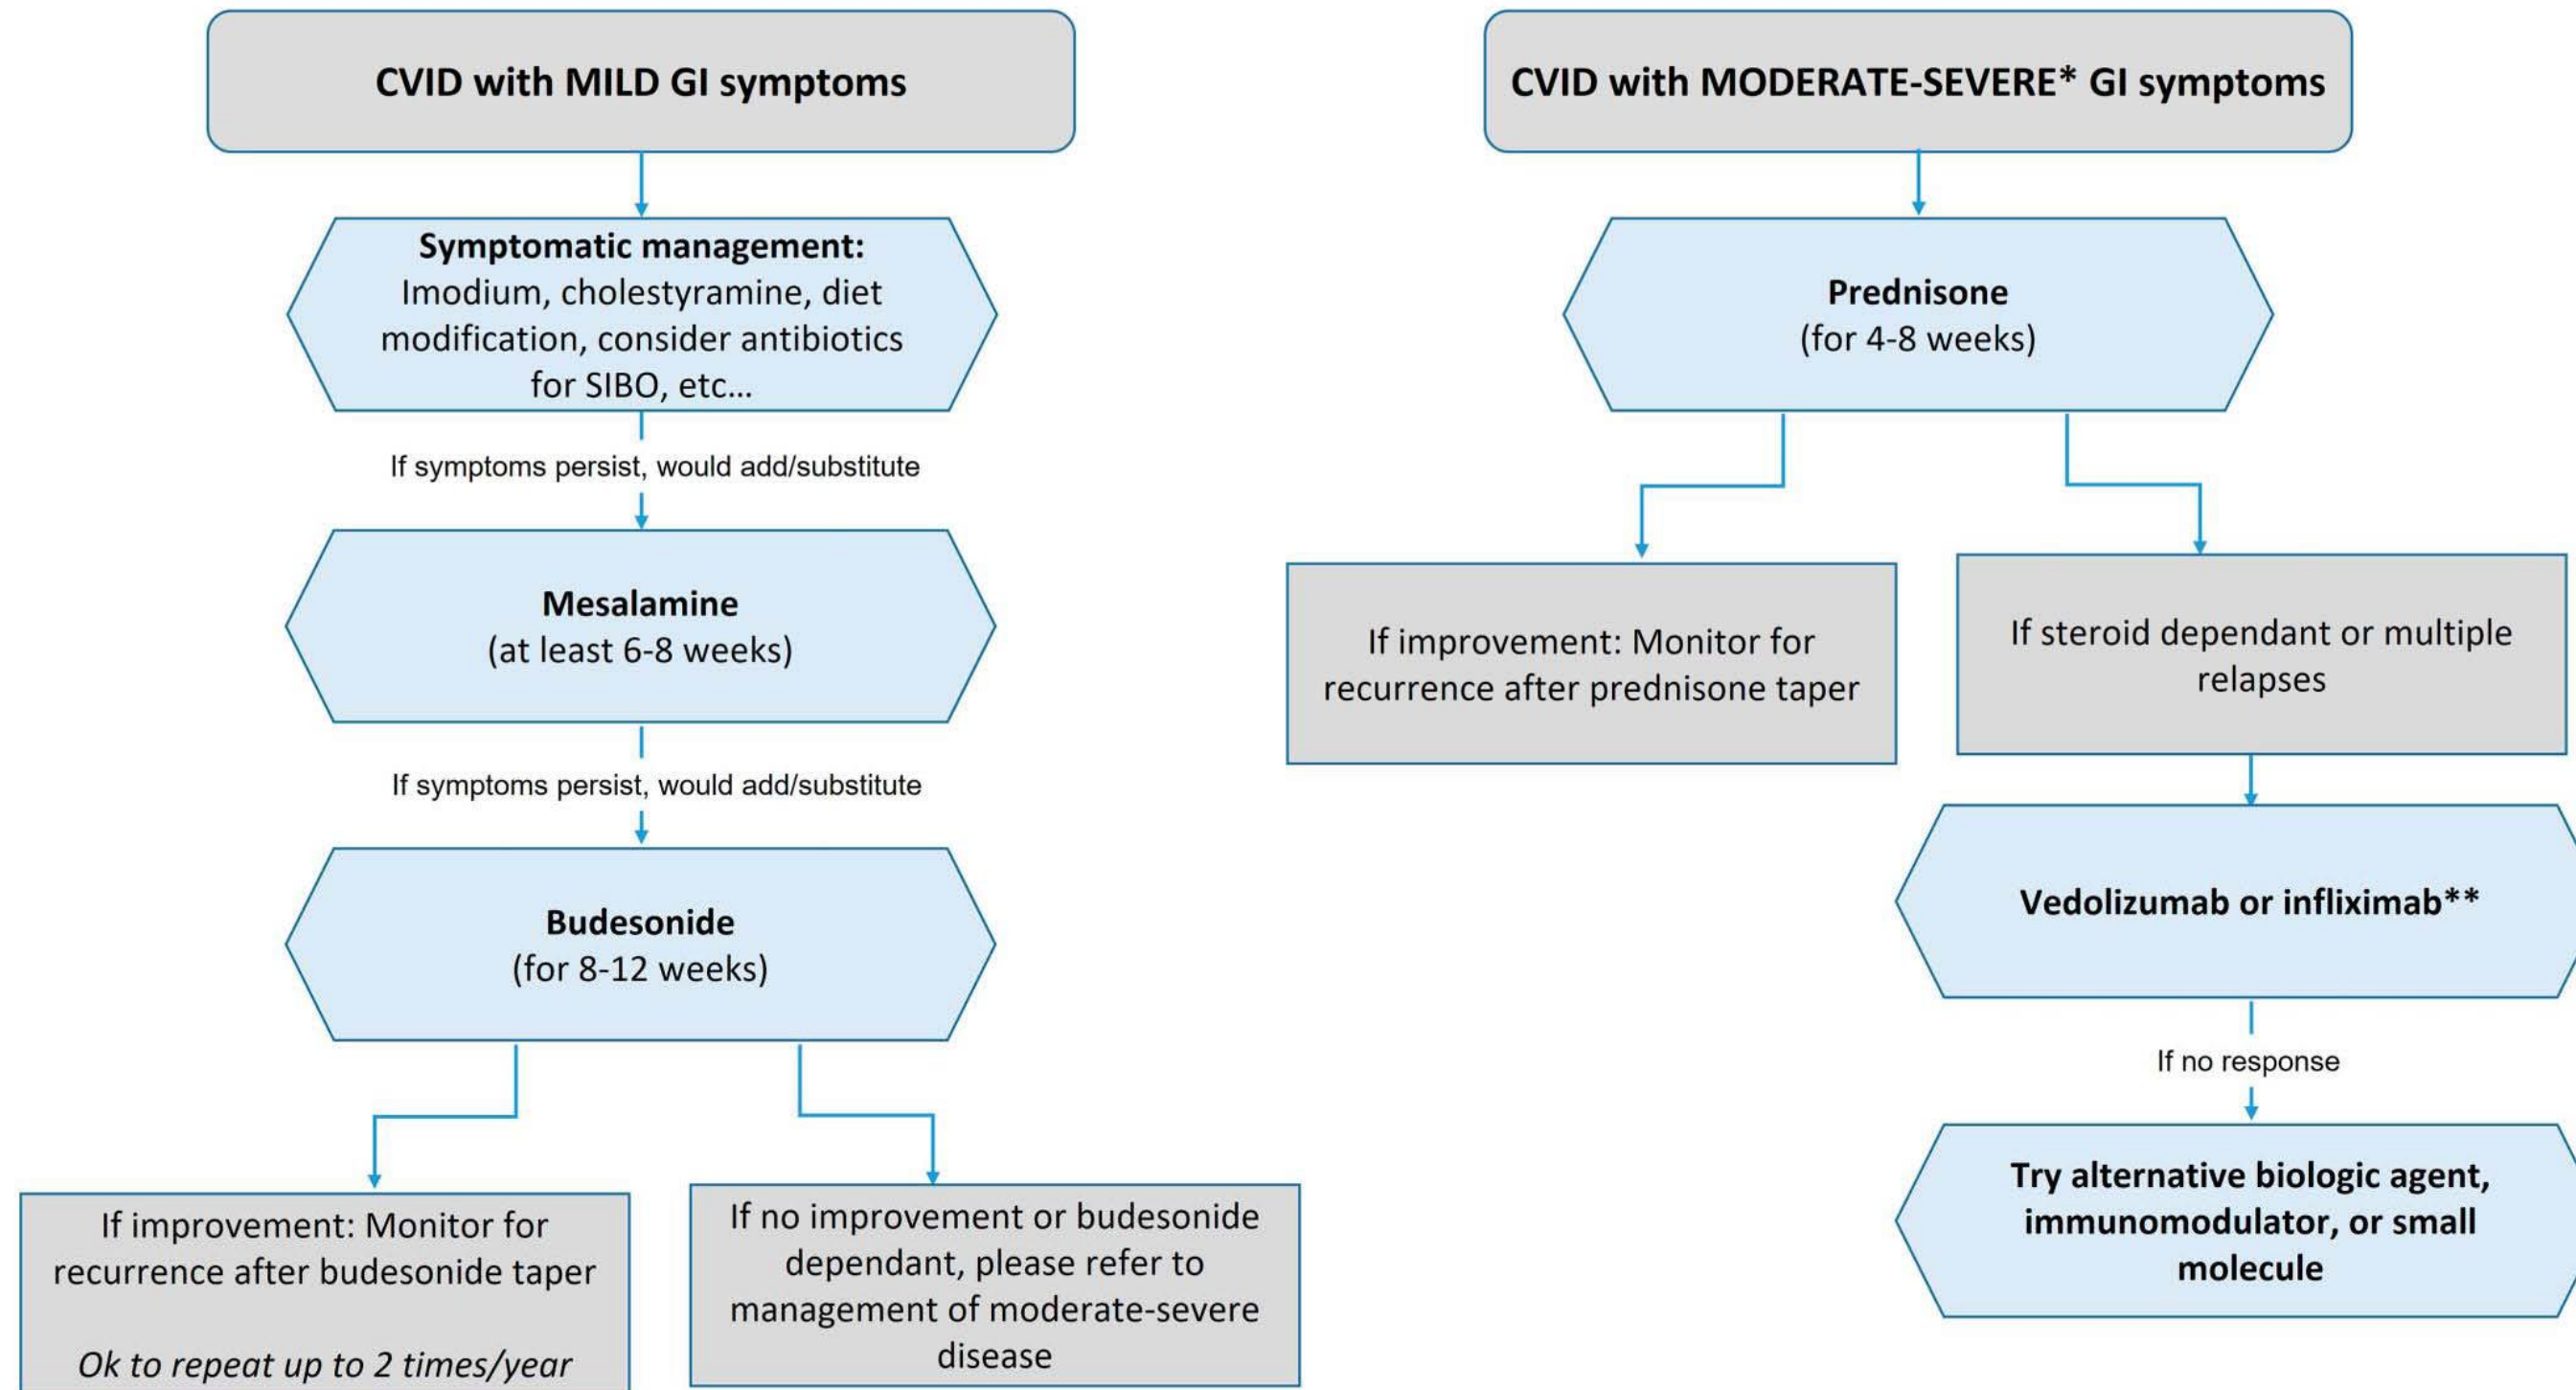 CVID with MILD GI symptoms
Symptomatic management:
Imodium, cholestyramine, diet
modification, consider antibiotics
for SIBO, etc...
If symptoms persist, would add/substitute
Mesalamine
(at least 6-8 weeks)
If symptoms persist, would add/substitute
Budesonide
(for 8-12 weeks)
If improvement: Monitor for
recurrence after budesonide taper
Ok to repeat up to 2 times/year
If no improvement or budesonide
dependant, please refer to
management of moderate-severe
disease
CVID with MODERATE-SEVERE* GI symptoms
Prednisone
(for 4-8 weeks)
If improvement: Monitor for
recurrence after prednisone taper
If steroid dependant or multiple
relapses
Vedolizumab or infliximab**
If no response
Try alternative biologic agent,
immunomodulator, or small
molecule